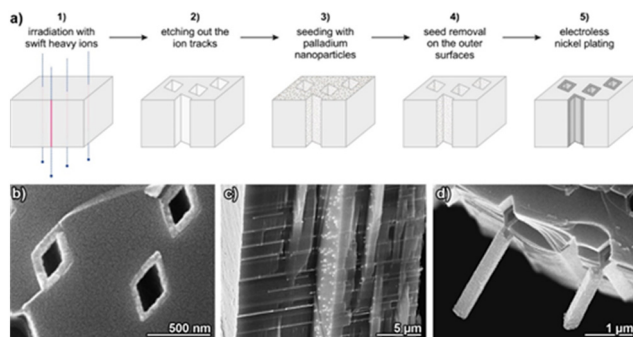 a)
1)
irradiation with
swift heavy ions
2)
etching out the
ion tracks
3)
seeding with
palladium
nanoparticles
4)
seed removal
on the outer
surfaces
5)
electroless
nickel plating
b)
500 nm
c)
5 µm
d)
1 µm